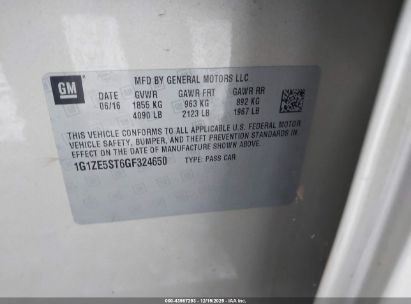 MFD BY GENERAL MOTORS LLC
GM
DATE GVWR GAWR FRT GAWR RR
06/16 1855 KG 963 KG 892 KG
4090 LB 2123 LB 1967 LB
THIS VEHICLE CONFORMS TO ALL APPLICABLE U.S. FEDERAL MOTOR
VEHICLE SAFETY, BUMPER, AND THEFT PREVENTION STANDARDS IN
EFFECT ON THE DATE OF MANUFACTURE SHOWN ABOVE.
1G1ZE5ST6GF324650 TYPE: PASS CAR